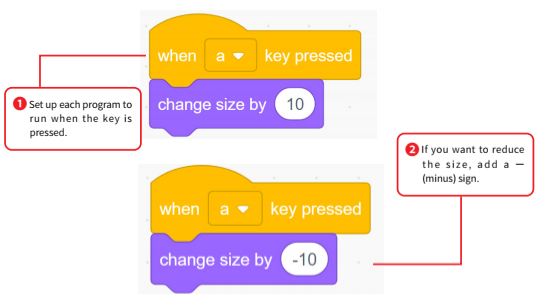 when a key pressed
change size by 10
1 Set up each program to
run when the key is
pressed.
2 If you want to reduce
the size, add a —
(minus) sign.
when a key pressed
change size by -10